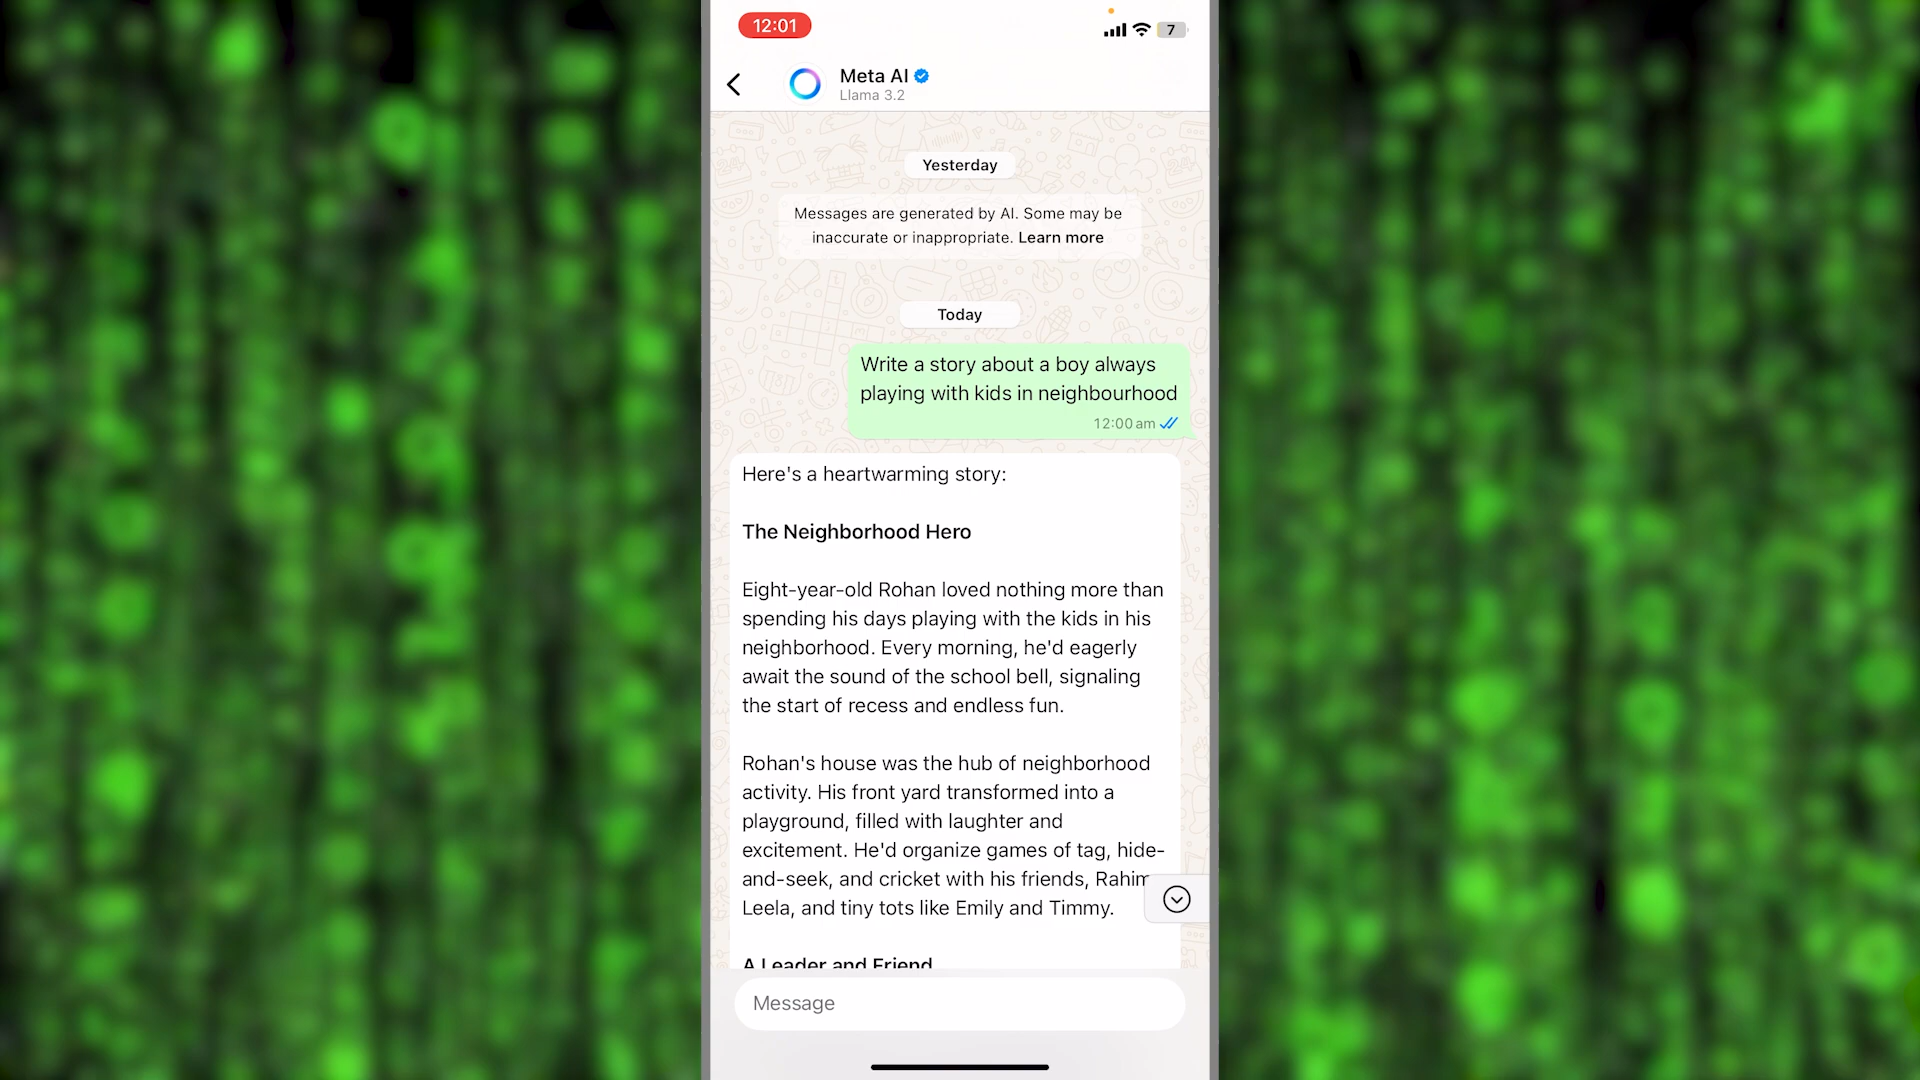 12:01
7
Meta AI
Llama 3.2
Yesterday
Messages are generated by AI. Some may be
inaccurate or inappropriate. Learn more
Today
Write a story about a boy always
playing with kids in neighbourhood
12:00 am
Here's a heartwarming story:
The Neighborhood Hero
Eight-year-old Rohan loved nothing more than
spending his days playing with the kids in his
neighborhood. Every morning, he'd eagerly
await the sound of the school bell, signaling
the start of recess and endless fun.
Rohan's house was the hub of neighborhood
activity. His front yard transformed into a
playground, filled with laughter and
excitement. He'd organize games of tag, hide-
and-seek, and cricket with his friends, Rahim
Leela, and tiny tots like Emily and Timmy.
A Leader and Friend
Message